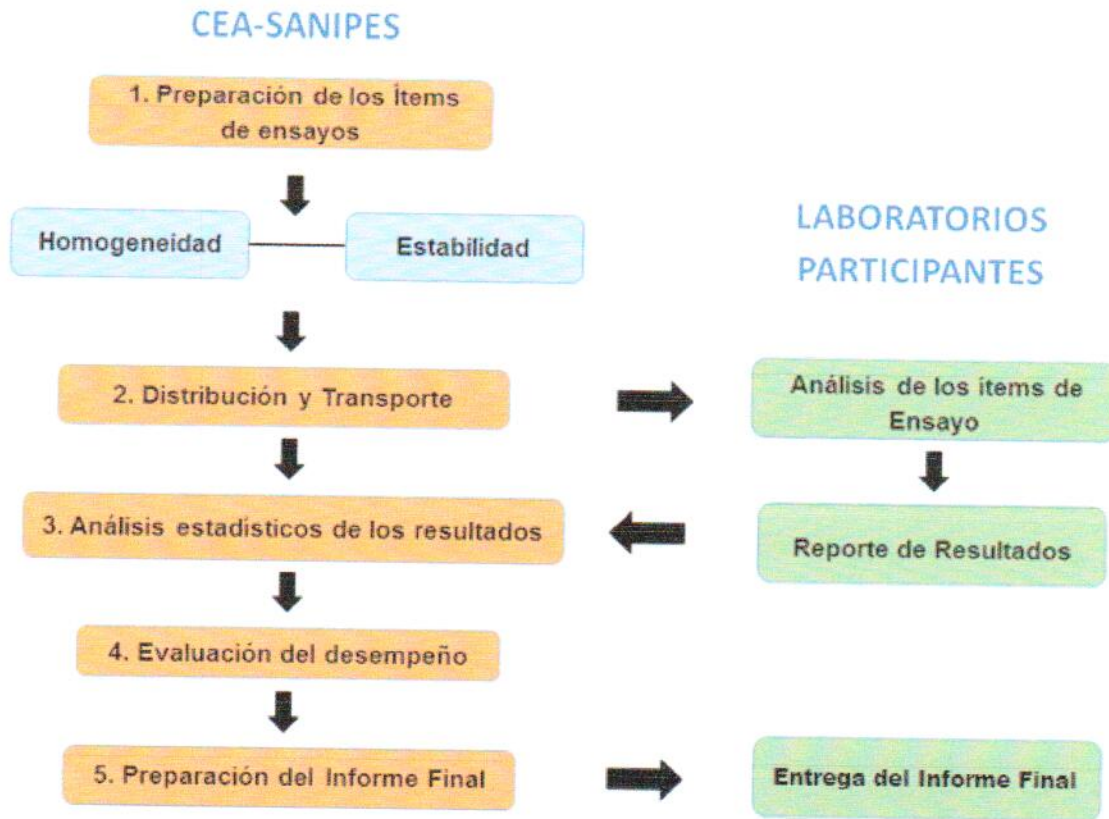 CEA-SANIPES
1. Preparación de los Ítems
de ensayos
Homogeneidad
Estabilidad
LABORATORIOS
PARTICIPANTES
2. Distribución y Transporte
Análisis de los ítems de
Ensayo
3. Análisis estadísticos de los resultados
Reporte de Resultados
4. Evaluación del desempeño
5. Preparación del Informe Final
Entrega del Informe Final